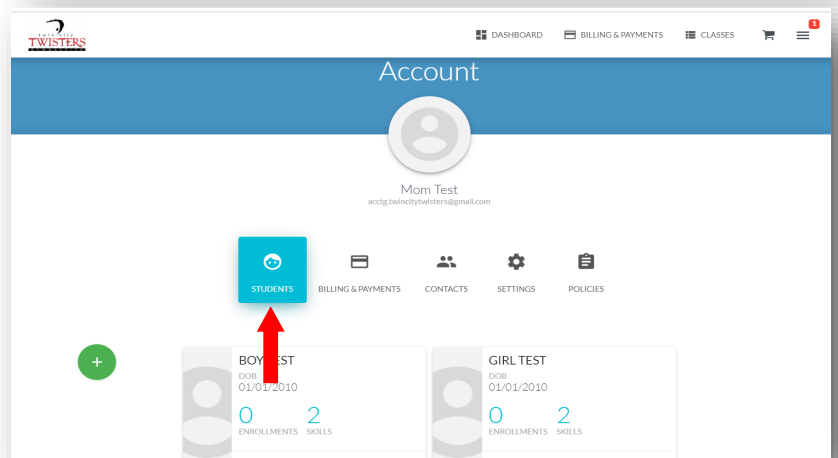 twin city
TWISTERS
DASHBOARD
BILLING & PAYMENTS
CLASSES
1
Account
Mom Test
acctg.twincitytwisters@gmail.com
STUDENTS
BILLING & PAYMENTS
CONTACTS
SETTINGS
POLICIES
+
BOY TEST
DOB
01/01/2010
0 2
ENROLLMENTS SKILLS
GIRL TEST
DOB
01/01/2010
0 2
ENROLLMENTS SKILLS